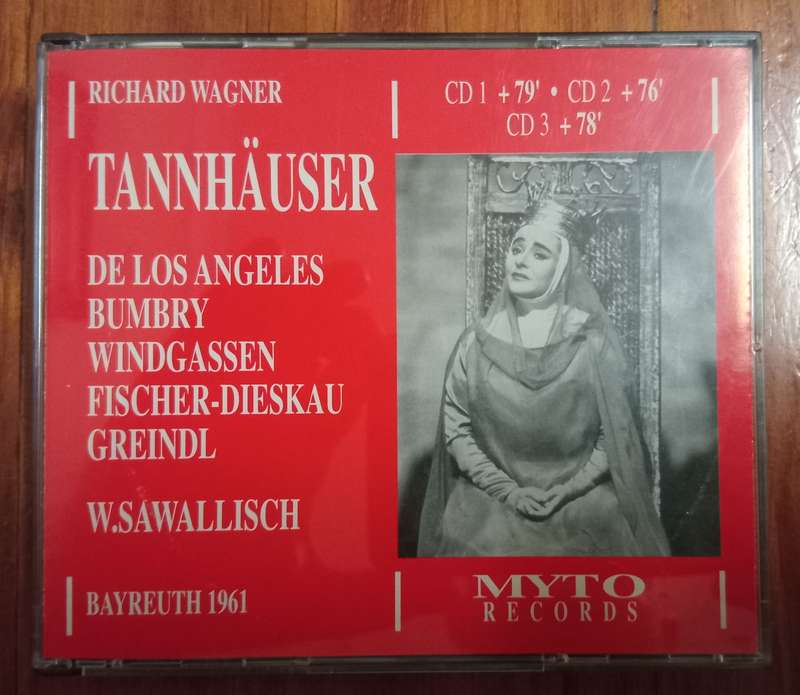 RICHARD WAGNER
CD 1 +79' • CD 2 +76'
CD 3 +78'
TANNHÄUSER
DE LOS ANGELES
BUMBRY
WINDGASSEN
FISCHER-DIESKAU
GREINDL
W.SAWALLISCH
BAYREUTH 1961
MYTO
RECORDS